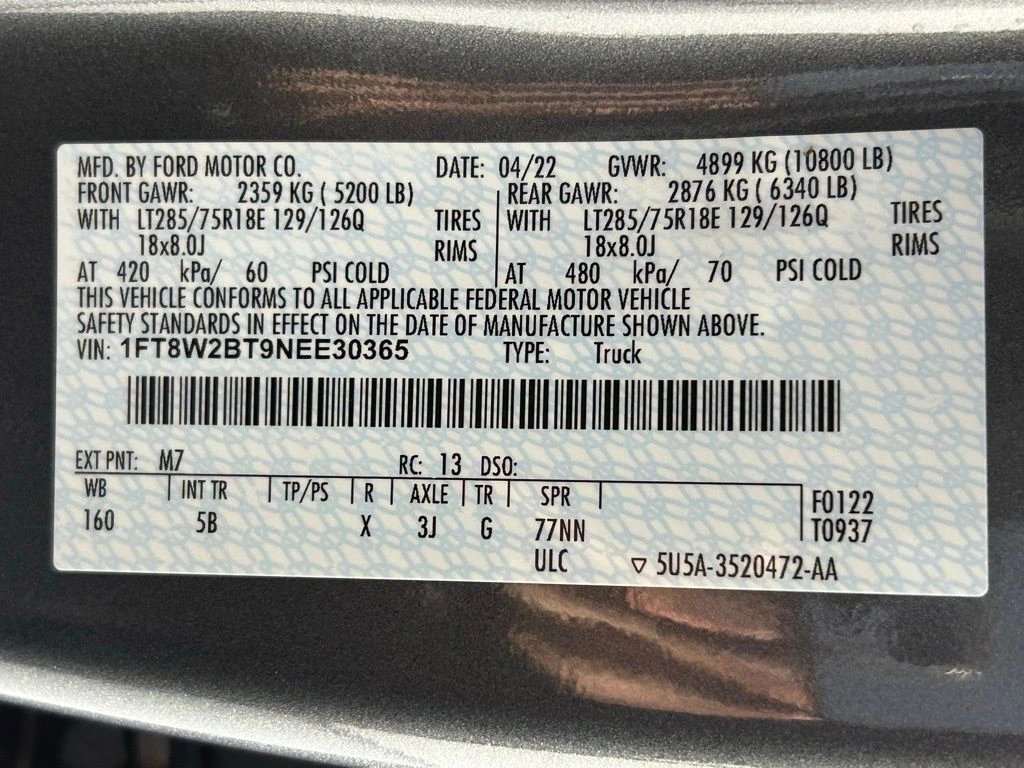 MFD. BY FORD MOTOR CO. DATE: 04/22 GVWR: 4899 KG (10800 LB)
FRONT GAWR: 2359 KG ( 5200 LB) REAR GAWR: 2876 KG ( 6340 LB)
WITH LT285/75R18E 129/126Q TIRES WITH LT285/75R18E 129/126Q TIRES
18x8.0J RIMS 18x8.0J RIMS
AT 420 kPa/ 60 PSI COLD AT 480 kPa/ 70 PSI COLD
THIS VEHICLE CONFORMS TO ALL APPLICABLE FEDERAL MOTOR VEHICLE
SAFETY STANDARDS IN EFFECT ON THE DATE OF MANUFACTURE SHOWN ABOVE.
VIN: 1FT8W2BT9NEE30365 TYPE: Truck
EXT PNT: M7 RC: 13 DSO:
WB | INT TR | TP/PS | R | AXLE | TR | SPR | F0122
160 5B X 3J G 77NN T0937
ULC ▽ 5U5A-3520472-AA